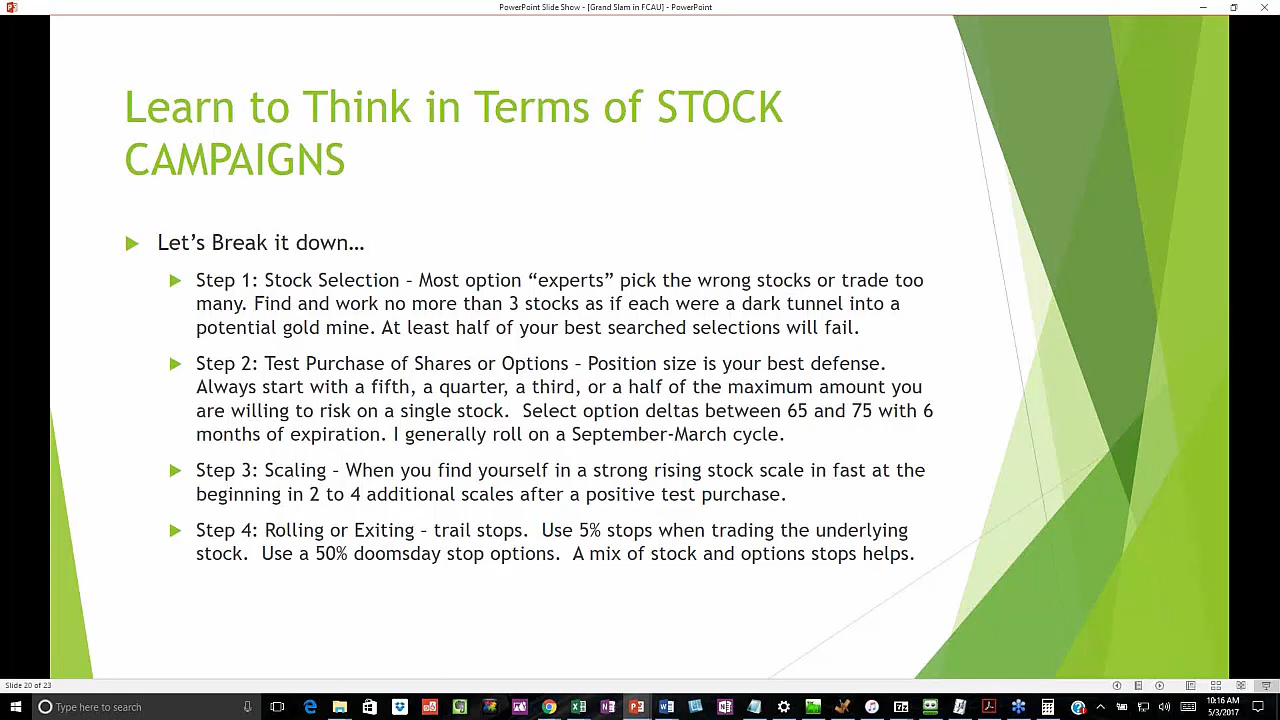 PowerPoint Slide Show - [Grand Slam in FCAU] - PowerPoint
Learn to Think in Terms of STOCK
CAMPAIGNS
Let's Break it down…
Step 1: Stock Selection – Most option “experts” pick the wrong stocks or trade too
many. Find and work no more than 3 stocks as if each were a dark tunnel into a
potential gold mine. At least half of your best searched selections will fail.
Step 2: Test Purchase of Shares or Options – Position size is your best defense.
Always start with a fifth, a quarter, a third, or a half of the maximum amount you
are willing to risk on a single stock.  Select option deltas between 65 and 75 with 6
months of expiration. I generally roll on a September-March cycle.
Step 3: Scaling – When you find yourself in a strong rising stock scale in fast at the
beginning in 2 to 4 additional scales after a positive test purchase.
Step 4: Rolling or Exiting – trail stops.  Use 5% stops when trading the underlying
stock.  Use a 50% doomsday stop options.  A mix of stock and options stops helps.
Slide 20 of 23
Type here to search
10:16 AM
5/3/2017